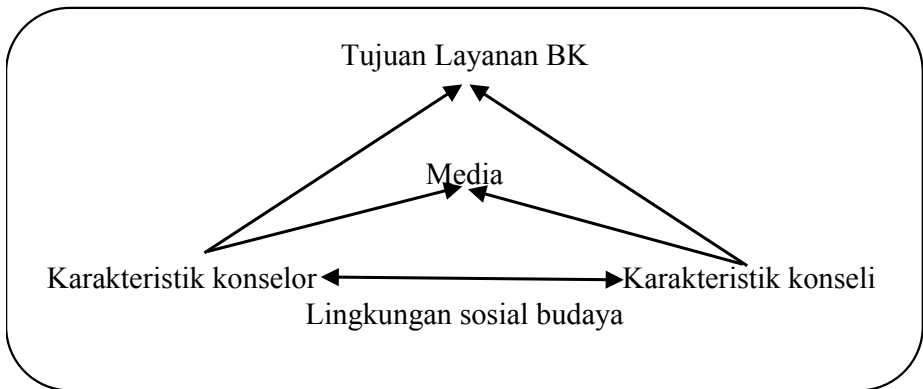 Tujuan Layanan BK
Media
Karakteristik konselor
Karakteristik konseli
Lingkungan sosial budaya